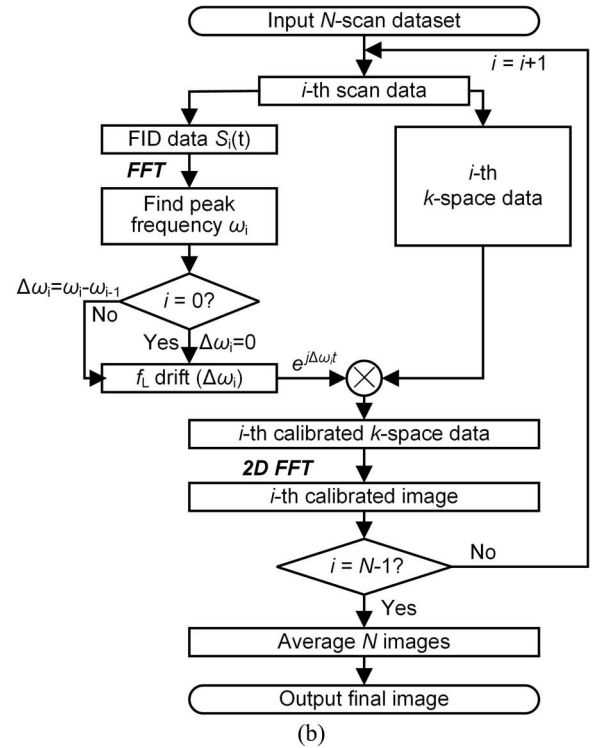 Input N-scan dataset
i = i+1
i-th scan data
FID data Sᵢ(t)
FFT
i-th
k-space data
Find peak
frequency ωᵢ
Δωᵢ=ωᵢ-ωᵢ₋₁
No
i = 0?
Yes
Δωᵢ=0
f_L drift (Δωᵢ)
e^{jΔωᵢt}
i-th calibrated k-space data
2D FFT
i-th calibrated image
i = N-1?
No
Yes
Average N images
Output final image
(b)